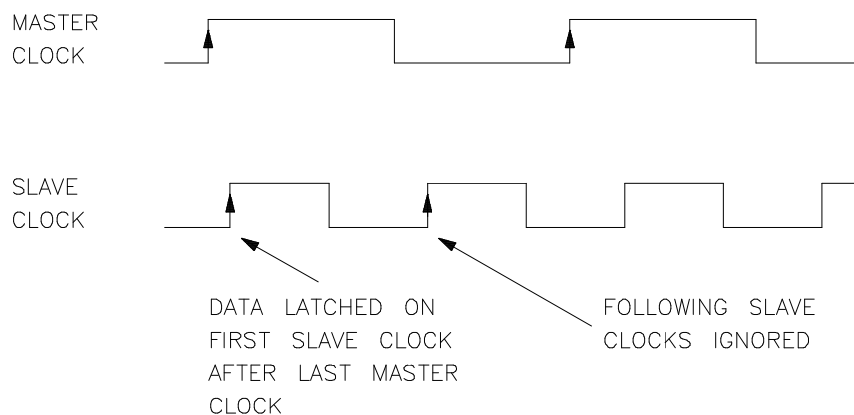 MASTER
CLOCK
SLAVE
CLOCK
DATA LATCHED ON
FIRST SLAVE CLOCK
AFTER LAST MASTER
CLOCK
FOLLOWING SLAVE
CLOCKS IGNORED